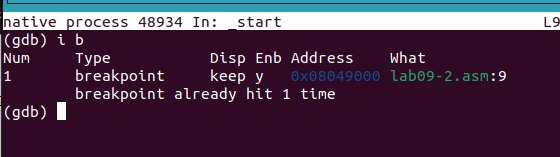 native process 48934 In: _start L9
(gdb) i b
Num Type Disp Enb Address What
1 breakpoint keep y 0x08049000 lab09-2.asm:9
breakpoint already hit 1 time
(gdb)